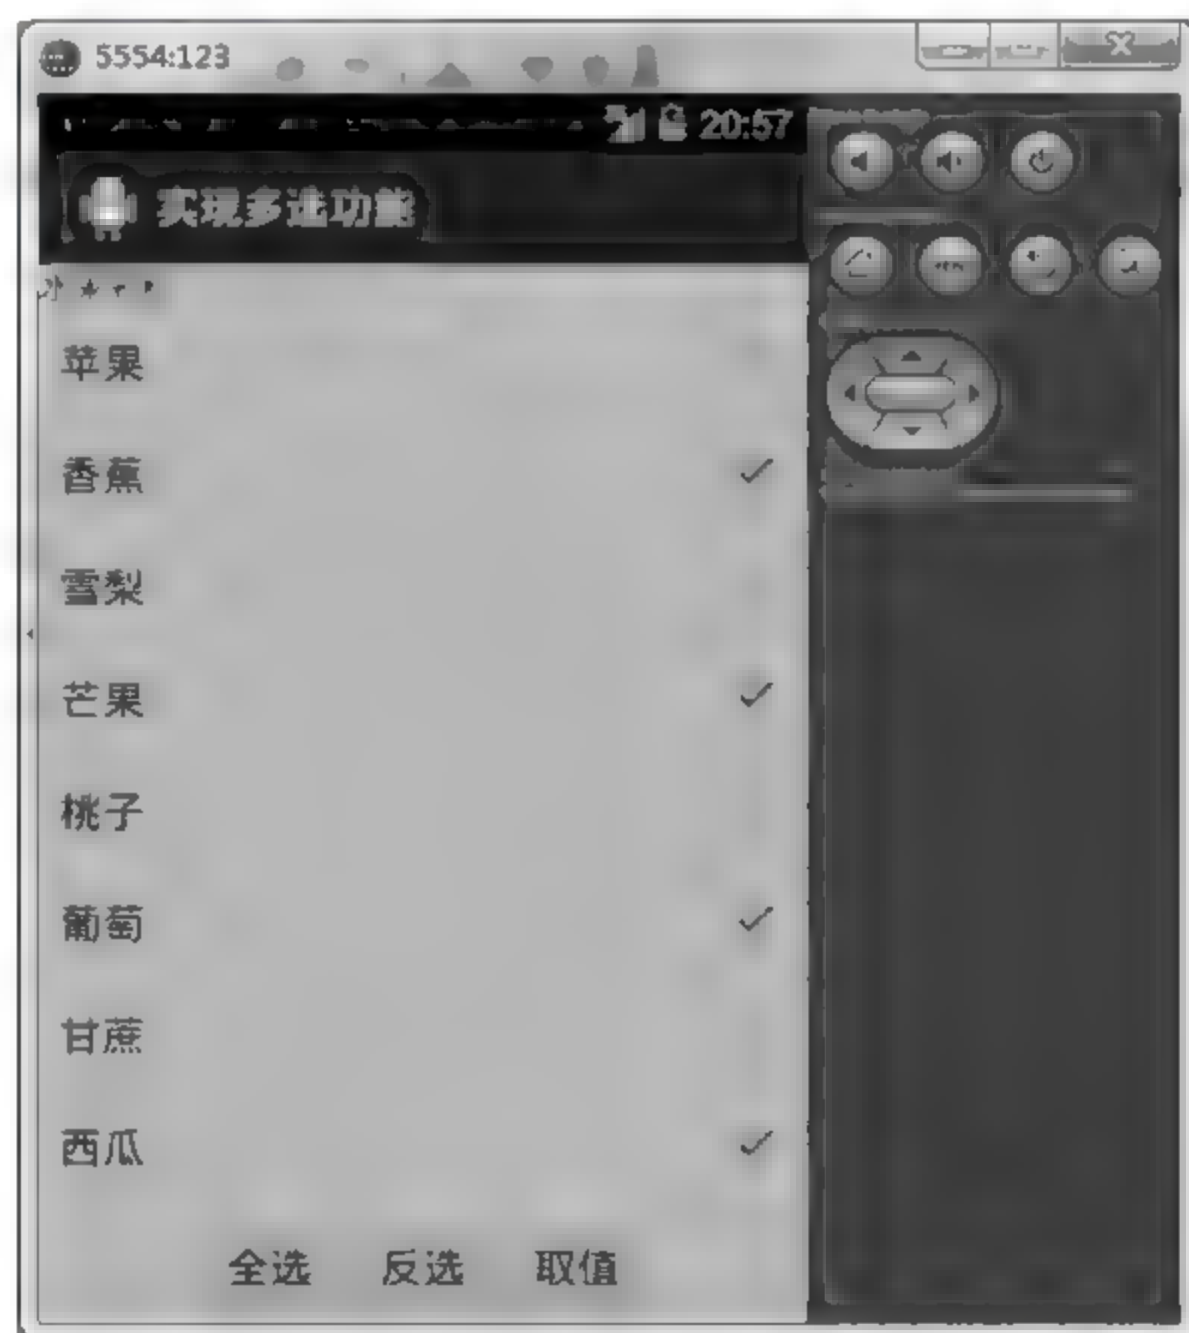 5554:123
20:57
实现多选功能
苹果
香蕉
雪梨
芒果
桃子
葡萄
甘蔗
西瓜
全选 反选 取值